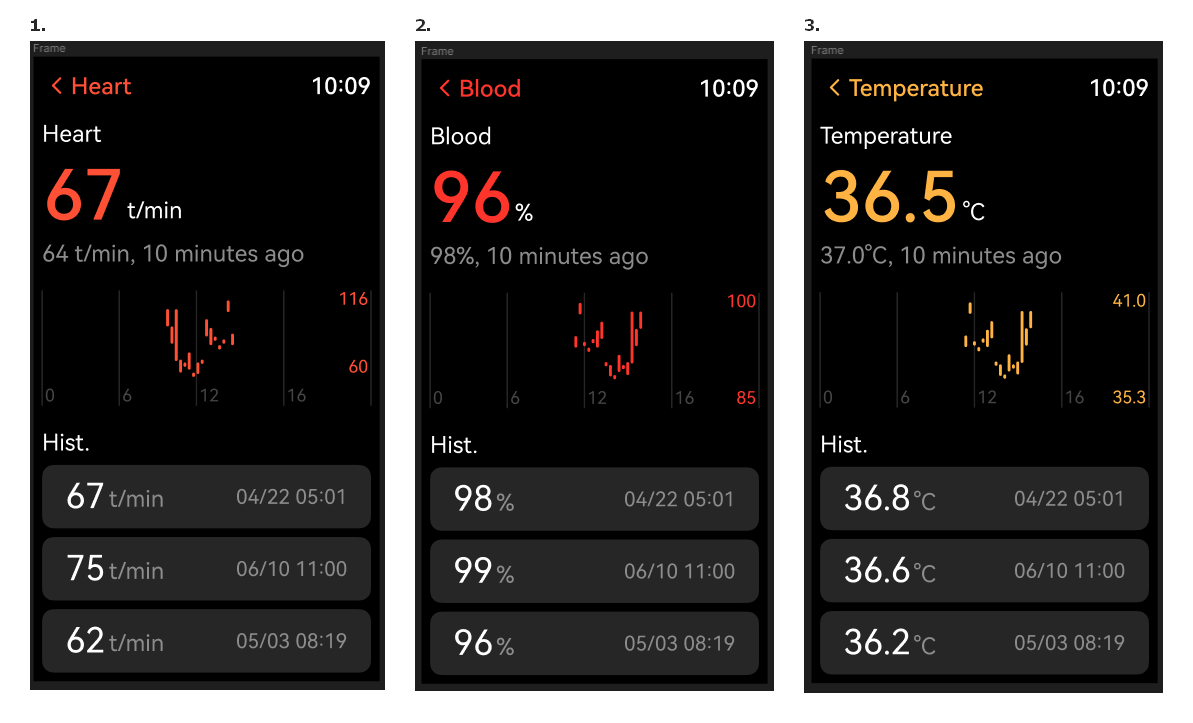 1.
Frame
Heart 10:09
Heart
67 t/min
64 t/min, 10 minutes ago
116
60
0 6 12 16
Hist.
67 t/min 04/22 05:01
75 t/min 06/10 11:00
62 t/min 05/03 08:19
2.
Frame
Blood 10:09
Blood
96 %
98%, 10 minutes ago
100
0 6 12 16 85
Hist.
98 % 04/22 05:01
99 % 06/10 11:00
96 % 05/03 08:19
3.
Frame
Temperature 10:09
Temperature
36.5 °C
37.0°C, 10 minutes ago
41.0
0 6 12 16 35.3
Hist.
36.8 °C 04/22 05:01
36.6 °C 06/10 11:00
36.2 °C 05/03 08:19